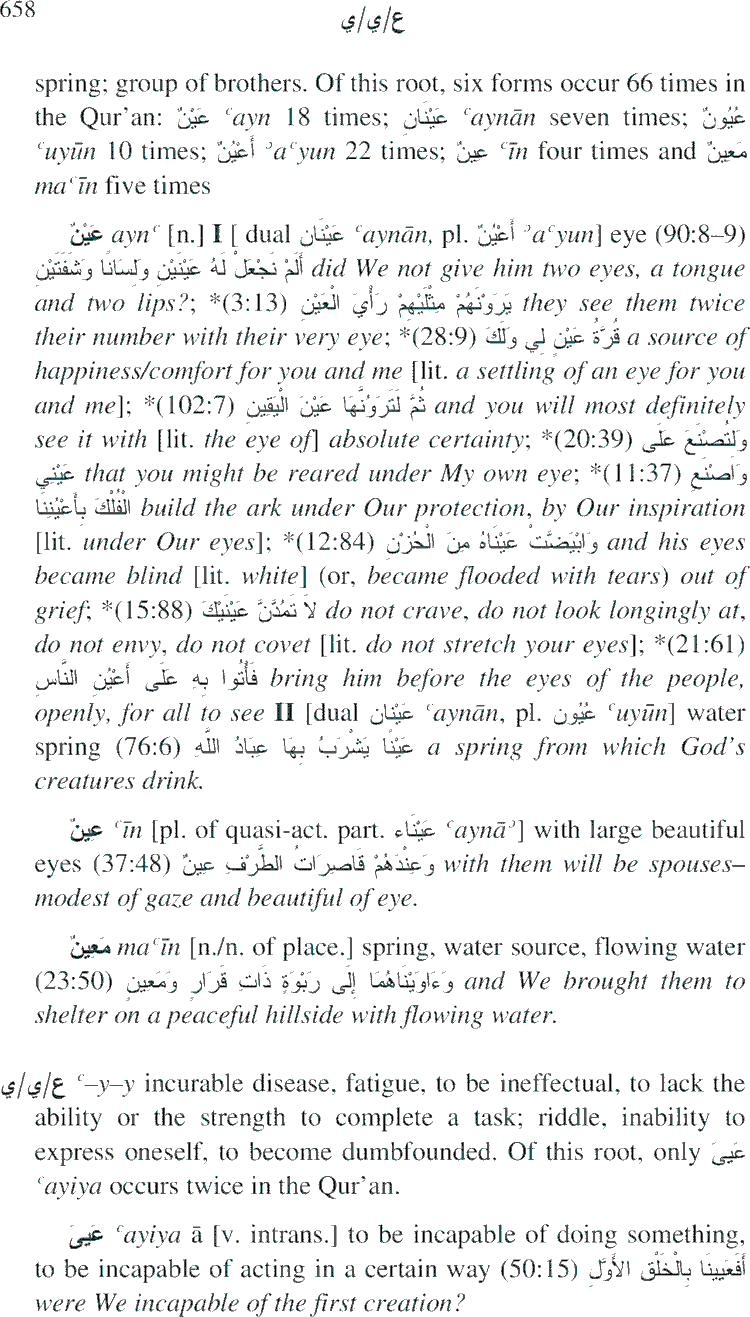 658
ع/ي/ي
spring; group of brothers. Of this root, six forms occur 66 times in
the Qur'an: عَيْنٌ ʿayn 18 times; عَيْنَانِ ʿaynān seven times; عُيُونٌ
ʿuyūn 10 times; أَعْيُنٌ ʾaʿyun 22 times; عِينٌ ʿīn four times and مَعِينٌ
maʿīn five times
عَيْنٌ aynʿ [n.] I [ dual عَيْنَانِ ʿaynān, pl. أَعْيُنٌ ʾaʿyun] eye (90:8–9)
أَلَمْ نَجْعَلْ لَهُ عَيْنَيْنِ وَلِسَانًا وَشَفَتَيْنِ did We not give him two eyes, a tongue
and two lips?; *(3:13) يَرَوْنَهُمْ مِثْلَيْهِمْ رَأْيَ الْعَيْنِ they see them twice
their number with their very eye; *(28:9) قُرَّةُ عَيْنٍ لِي وَلَكَ a source of
happiness/comfort for you and me [lit. a settling of an eye for you
and me]; *(102:7) ثُمَّ لَتَرَوُنَّهَا عَيْنَ الْيَقِينِ and you will most definitely
see it with [lit. the eye of] absolute certainty; *(20:39) وَلِتُصْنَعَ عَلَى
عَيْنِي that you might be reared under My own eye; *(11:37) وَاصْنَعِ
الْفُلْكَ بِأَعْيُنِنَا build the ark under Our protection, by Our inspiration
[lit. under Our eyes]; *(12:84) وَابْيَضَّتْ عَيْنَاهُ مِنَ الْحُزْنِ and his eyes
became blind [lit. white] (or, became flooded with tears) out of
grief; *(15:88) لاَ تَمُدَّنَّ عَيْنَيْكَ do not crave, do not look longingly at,
do not envy, do not covet [lit. do not stretch your eyes]; *(21:61)
فَأْتُوا بِهِ عَلَى أَعْيُنِ النَّاسِ bring him before the eyes of the people,
openly, for all to see II [dual عَيْنَان ʿaynān, pl. عُيُون ʿuyūn] water
spring (76:6) عَيْنًا يَشْرَبُ بِهَا عِبَادُ اللَّهِ a spring from which God's
creatures drink.
عِينٌ ʿīn [pl. of quasi-act. part. عَيْنَاء ʿaynāʾ] with large beautiful
eyes (37:48) وَعِنْدَهُمْ قَاصِرَاتُ الطَّرْفِ عِينٌ with them will be spouses–
modest of gaze and beautiful of eye.
مَعِينٌ maʿīn [n./n. of place.] spring, water source, flowing water
(23:50) وَءَاوَيْنَاهُمَا إِلَى رَبْوَةٍ ذَاتِ قَرَارٍ وَمَعِينٍ and We brought them to
shelter on a peaceful hillside with flowing water.
ع/ي/ي ʿ–y–y incurable disease, fatigue, to be ineffectual, to lack the
ability or the strength to complete a task; riddle, inability to
express oneself, to become dumbfounded. Of this root, only عَيِيَ
ʿayiya occurs twice in the Qur'an.
عَيِيَ ʿayiya ā [v. intrans.] to be incapable of doing something,
to be incapable of acting in a certain way (50:15) أَفَعَيِينَا بِالْخَلْقِ الأَوَّلِ
were We incapable of the first creation?